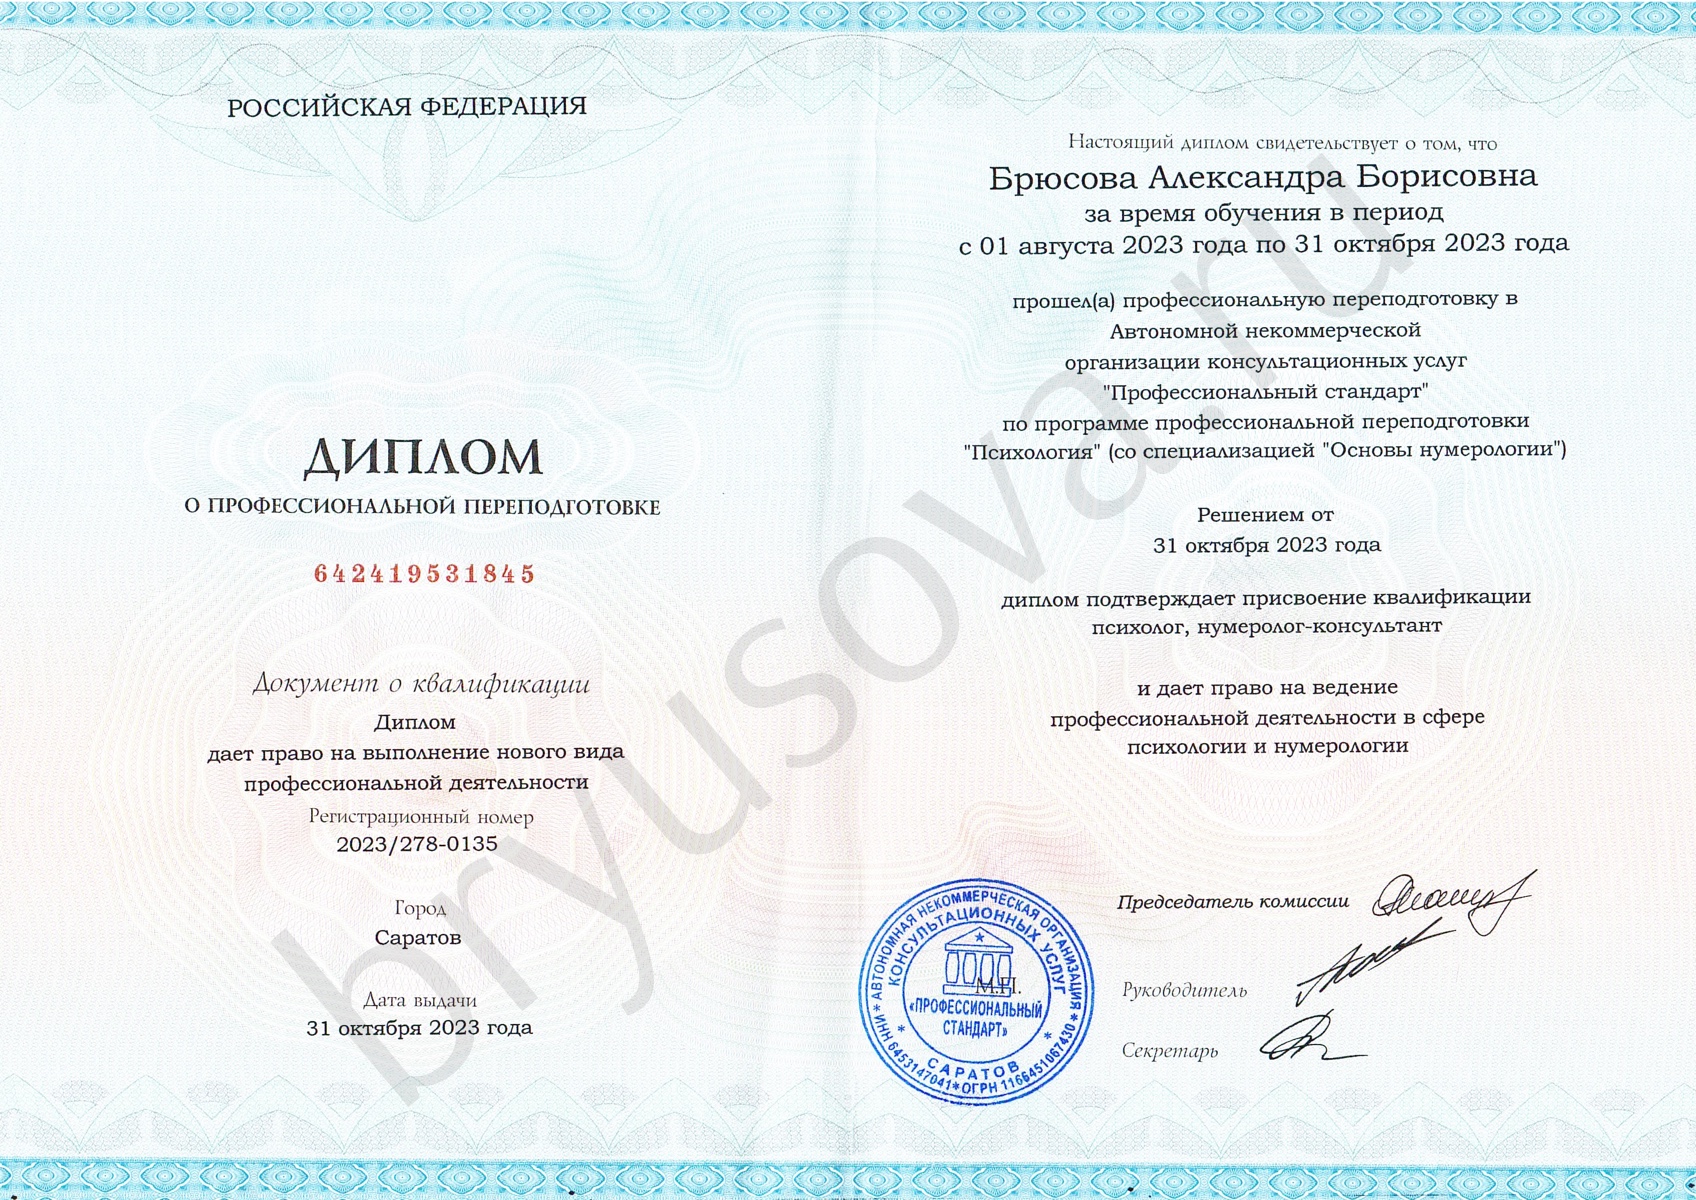 РОССИЙСКАЯ ФЕДЕРАЦИЯ
ДИПЛОМ
О ПРОФЕССИОНАЛЬНОЙ ПЕРЕПОДГОТОВКЕ
642419531845
Документ о квалификации
Диплом
дает право на выполнение нового вида
профессиональной деятельности
Регистрационный номер
2023/278-0135
Город
Саратов
Дата выдачи
31 октября 2023 года
Настоящий диплом свидетельствует о том, что
Брюсова Александра Борисовна
за время обучения в период
с 01 августа 2023 года по 31 октября 2023 года
прошел(а) профессиональную переподготовку в
Автономной некоммерческой
организации консультационных услуг
"Профессиональный стандарт"
по программе профессиональной переподготовки
"Психология" (со специализацией "Основы нумерологии")
Решением от
31 октября 2023 года
диплом подтверждает присвоение квалификации
психолог, нумеролог-консультант
и дает право на ведение
профессиональной деятельности в сфере
психологии и нумерологии
Председатель комиссии
Руководитель
Секретарь
М.П.
* АВТОНОМНАЯ НЕКОММЕРЧЕСКАЯ ОРГАНИЗАЦИЯ *
КОНСУЛЬТАЦИОННЫХ УСЛУГ
«ПРОФЕССИОНАЛЬНЫЙ
СТАНДАРТ»
* САРАТОВ *
ИНН 6453147041*ОГРН 1166451067430
bryusova.ru